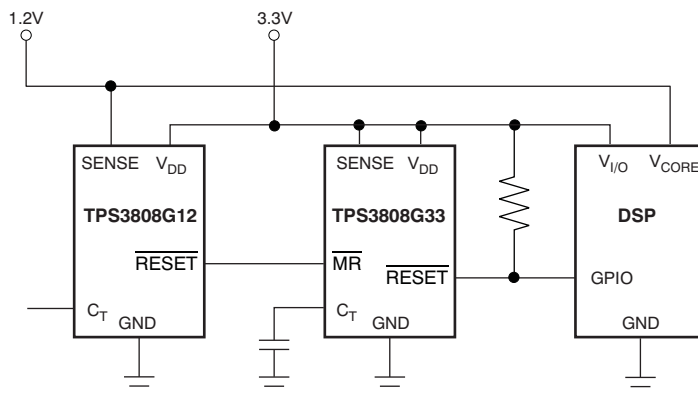 1.2V
3.3V
SENSE V_DD
TPS3808G12
RESET
C_T
GND
SENSE V_DD
TPS3808G33
MR
RESET
C_T
GND
V_I/O V_CORE
DSP
GPIO
GND